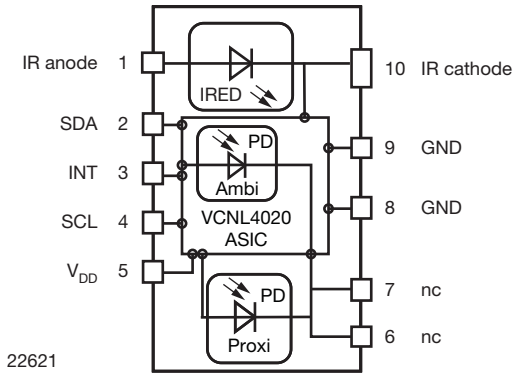 IR anode 1
IRED
10 IR cathode
SDA 2
PD
Ambi
9 GND
INT 3
SCL 4
VCNL4020
ASIC
8 GND
VDD 5
PD
Proxi
7 nc
6 nc
22621